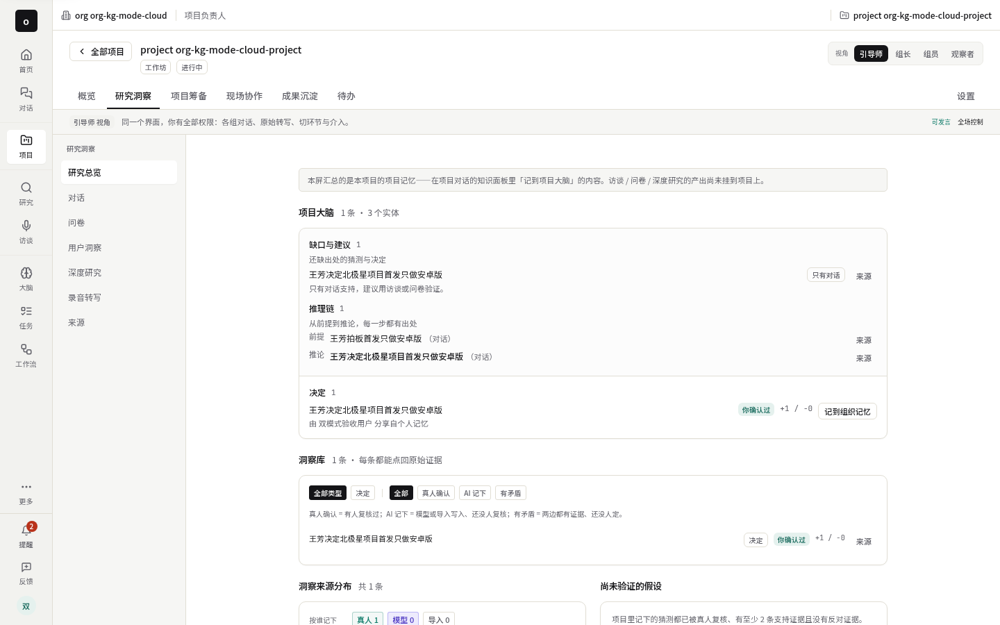 o
org org-kg-mode-cloud
项目负责人
project org-kg-mode-cloud-project
首页
对话
项目
研究
访谈
大脑
任务
工作流
更多
2
提醒
反馈
双
全部项目
project org-kg-mode-cloud-project
工作坊
进行中
视角
引导师
组长
组员
观察者
概览
研究洞察
项目筹备
现场协作
成果沉淀
待办
设置
引导师 视角
同一个界面，你有全部权限：各组对话、原始转写、切环节与介入。
可发言
全场控制
研究洞察
研究总览
对话
问卷
用户洞察
深度研究
录音转写
来源
本屏汇总的是本项目的项目记忆——在项目对话的知识面板里「记到项目大脑」的内容。访谈 / 问卷 / 深度研究的产出尚未挂到项目上。
项目大脑 1 条 · 3 个实体
缺口与建议 1
还缺出处的猜测与决定
王芳决定北极星项目首发只做安卓版
只有对话
来源
只有对话支持，建议用访谈或问卷验证。
推理链 1
从前提到推论，每一步都有出处
前提 王芳拍板首发只做安卓版 （对话）
来源
推论 王芳决定北极星项目首发只做安卓版 （对话）
来源
决定 1
王芳决定北极星项目首发只做安卓版
你确认过 +1 / -0 记到组织记忆
由 双模式验收用户 分享自个人记忆
洞察库 1 条 · 每条都能点回原始证据
全部类型 决定 全部 真人确认 AI 记下 有矛盾
真人确认 = 有人复核过；AI 记下 = 模型或导入写入、还没人复核；有矛盾 = 两边都有证据、还没人定。
王芳决定北极星项目首发只做安卓版
决定 你确认过 +1 / -0 来源
洞察来源分布 共 1 条
按谁记下 真人 1 模型 0 导入 0
尚未验证的假设
项目里记下的猜测都已被真人复核、有至少 2 条支持证据且没有反对证据。